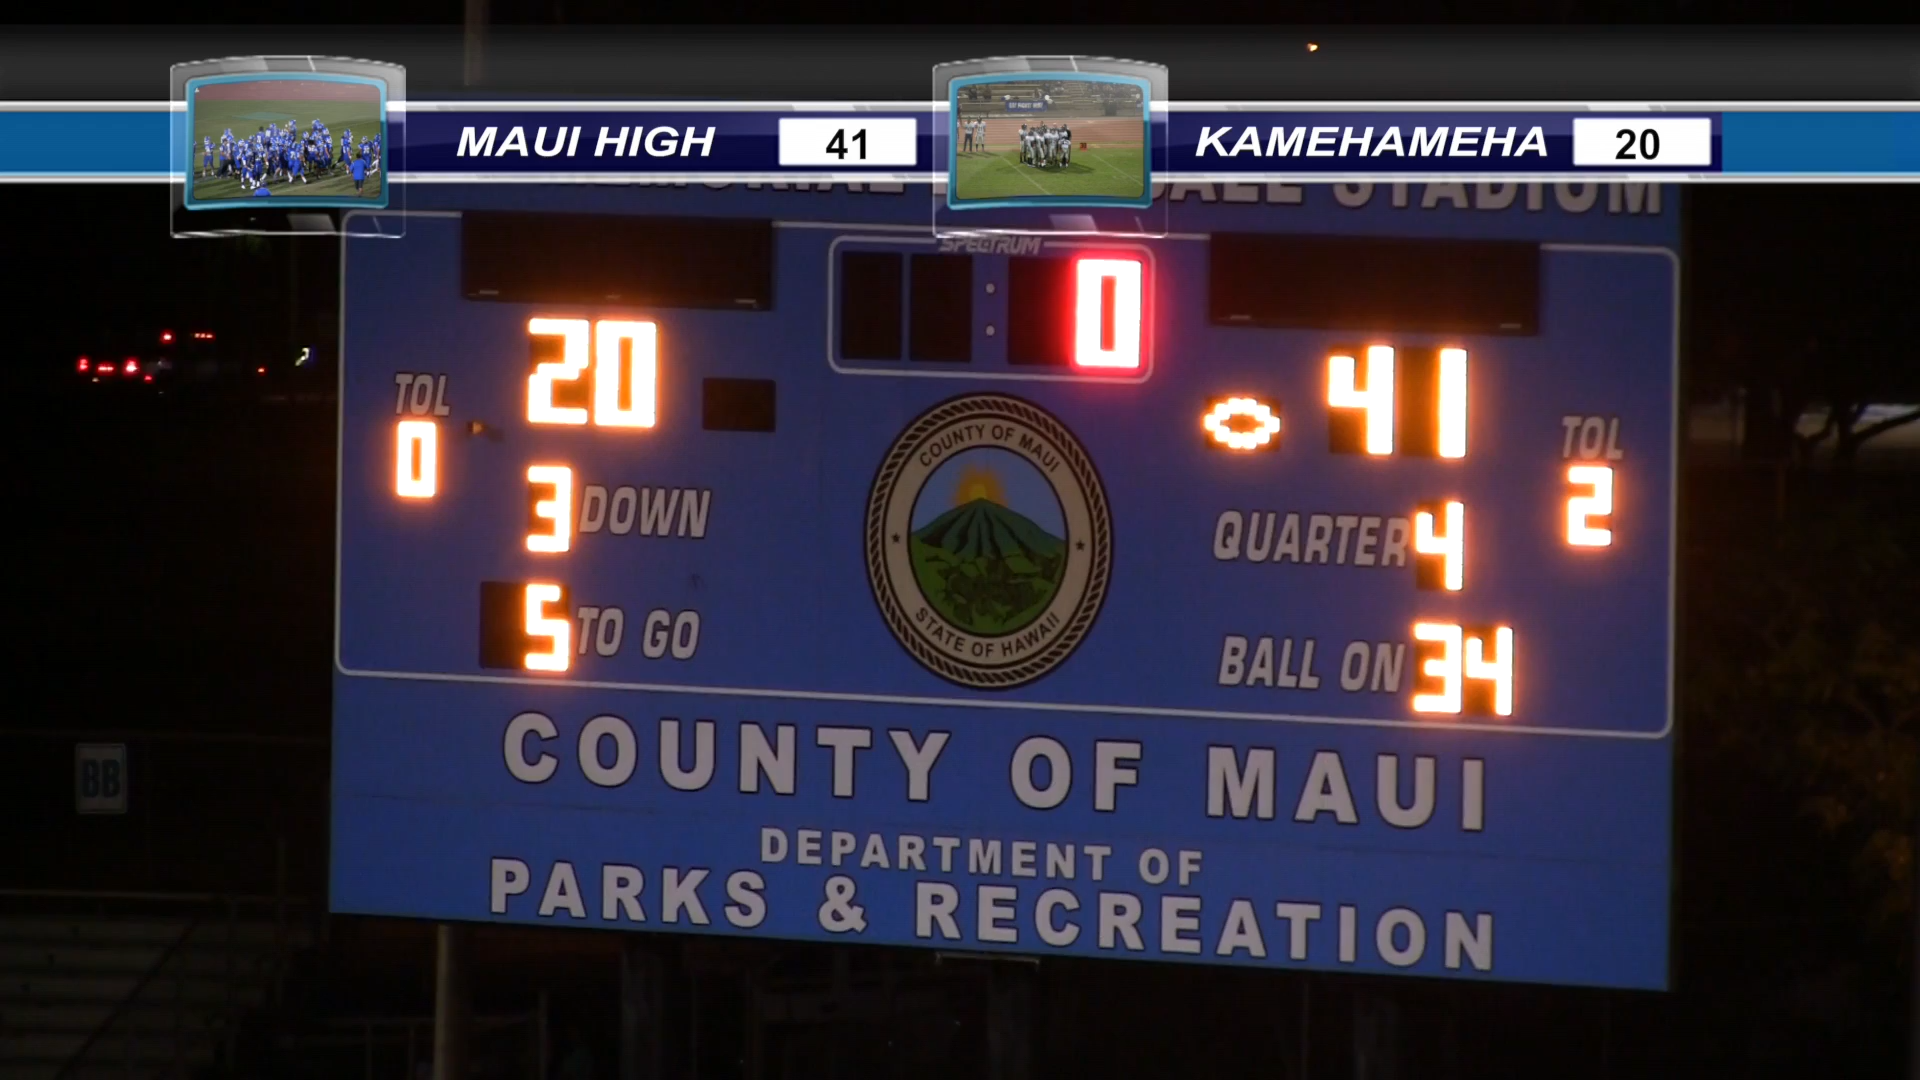 MAUI HIGH 41 KAMEHAMEHA 20
STADIUM
SPECTRUM
: 0
20 41
TOL TOL
0 2
3 DOWN QUARTER 4
5 TO GO BALL ON 34
COUNTY OF MAUI
STATE OF HAWAII
COUNTY OF MAUI
DEPARTMENT OF
PARKS & RECREATION
BB